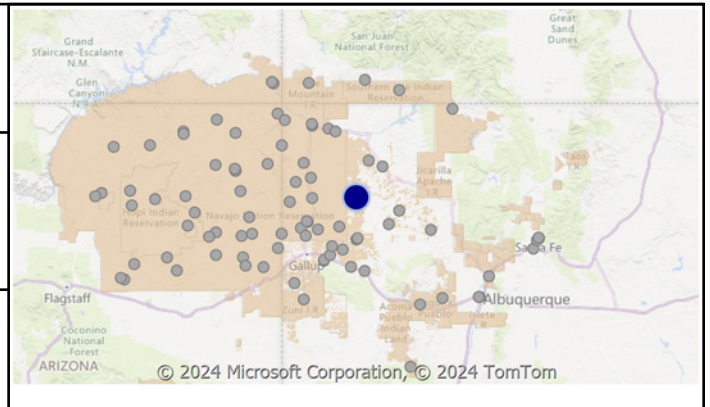 Great
Sand
Dunes
Grand
Staircase-Escalante
N.M.
San Juan
National Forest
Glen
Canyon
N.R.A.
Mountain
I.R.
Southern Ute Indian
Reservation
Jicarilla
Apache
I.R.
Taos
I.R.
Hopi Indian
Reservation
Navajo Nation Reservation
Santa Fe
Gallup
Flagstaff
Zuni I.R.
Acoma
Pueblo
Indian
Land
Pueblo
Albuquerque
Isleta
I.R.
Coconino
National
Forest
ARIZONA
© 2024 Microsoft Corporation, © 2024 TomTom